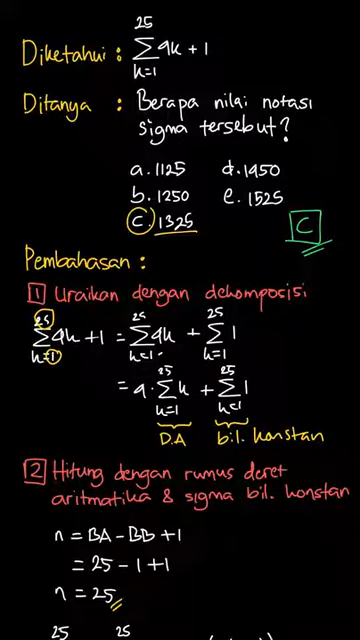 25
Diketahui : ∑ 4k + 1
k=1
Ditanya : Berapa nilai notasi
sigma tersebut?
a. 1125 d. 1450
b. 1250 e. 1525
C. 1325 C
Pembahasan :
1 Uraikan dengan dekomposisi
25 25 25
∑ 4k + 1 = ∑ 4k + ∑ 1
k=1 k=1 k=1
25 25
= 4 . ∑ k + ∑ 1
k=1 k=1
D.A bil. konstan
2 Hitung dengan rumus deret
aritmatika & sigma bil. konstan
n = BA - BB + 1
= 25 - 1 + 1
n = 25
25 25